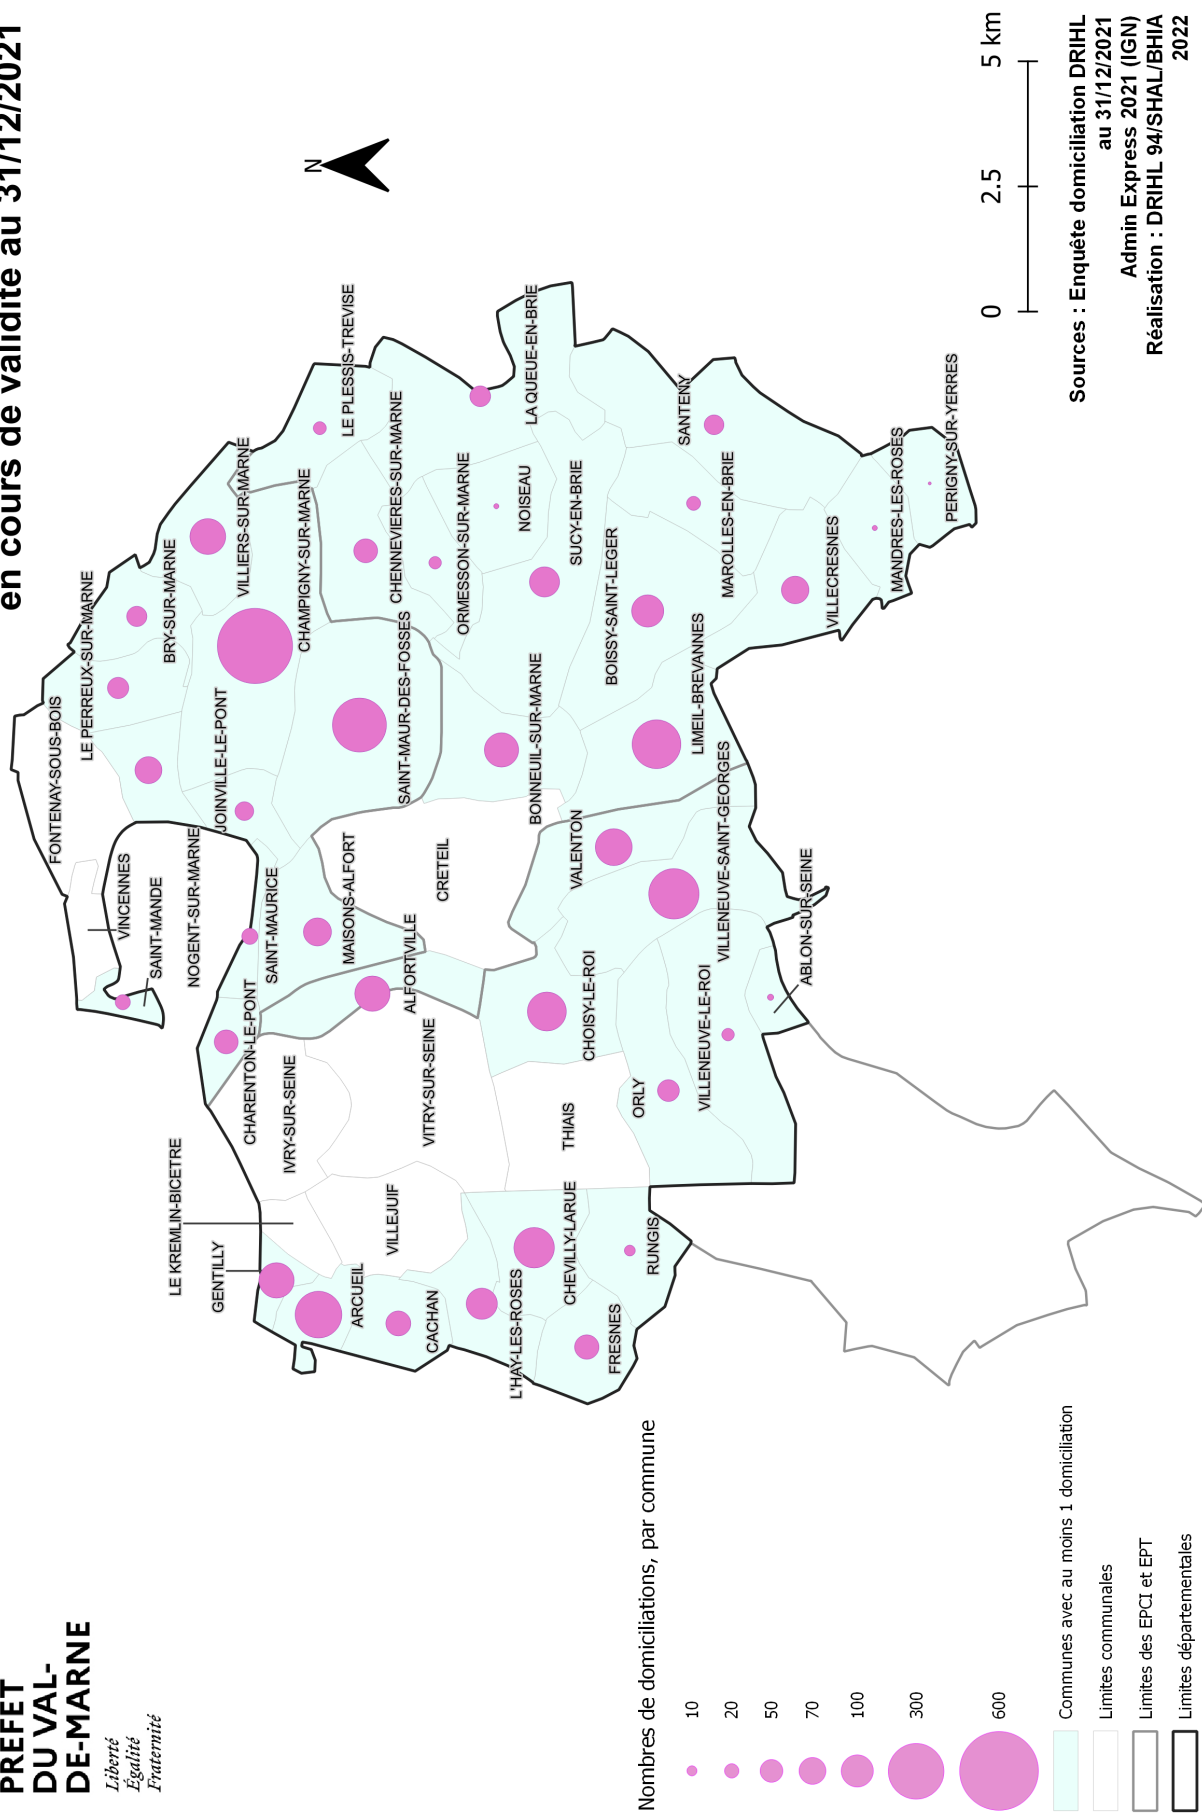 PREFET
DU VAL-
DE-MARNE
Liberté
Égalité
Fraternité
en cours de validité au 31/12/2021
N
FONTENAY-SOUS-BOIS
LE PERREUX-SUR-MARNE
VINCENNES
SAINT-MANDE
BRY-SUR-MARNE
NOGENT-SUR-MARNE
JOINVILLE-LE-PONT
VILLIERS-SUR-MARNE
LE KREMLIN-BICETRE
GENTILLY
CHARENTON-LE-PONT
SAINT-MAURICE
CHAMPIGNY-SUR-MARNE
IVRY-SUR-SEINE
MAISONS-ALFORT
LE PLESSIS-TREVISE
ARCUEIL
VILLEJUIF
ALFORTVILLE
SAINT-MAUR-DES-FOSSES
CHENNEVIERES-SUR-MARNE
CACHAN
VITRY-SUR-SEINE
CRETEIL
ORMESSON-SUR-MARNE
L'HAY-LES-ROSES
BONNEUIL-SUR-MARNE
NOISEAU
LA QUEUE-EN-BRIE
CHEVILLY-LARUE
THIAIS
CHOISY-LE-ROI
VALENTON
SUCY-EN-BRIE
FRESNES
RUNGIS
ORLY
BOISSY-SAINT-LEGER
LIMEIL-BREVANNES
SANTENY
VILLENEUVE-LE-ROI
VILLENEUVE-SAINT-GEORGES
MAROLLES-EN-BRIE
ABLON-SUR-SEINE
VILLECRESNES
MANDRES-LES-ROSES
PERIGNY-SUR-YERRES
Nombres de domiciliations, par commune
10
20
50
70
100
300
600
Communes avec au moins 1 domiciliation
Limites communales
Limites des EPCI et EPT
Limites départementales
0 2.5 5 km
Sources : Enquête domiciliation DRIHL
au 31/12/2021
Admin Express 2021 (IGN)
Réalisation : DRIHL 94/SHAL/BHIA
2022